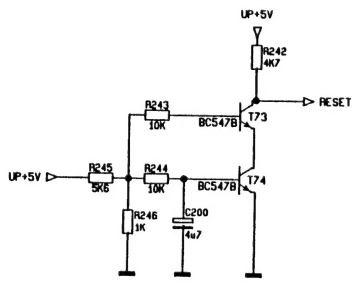 UP+5V
R242
4K7
RESET
R243
10K
BC547B
T73
R245
UP+5V
5K6
R244
10K
BC547B
T74
R246
1K
C200
4u7